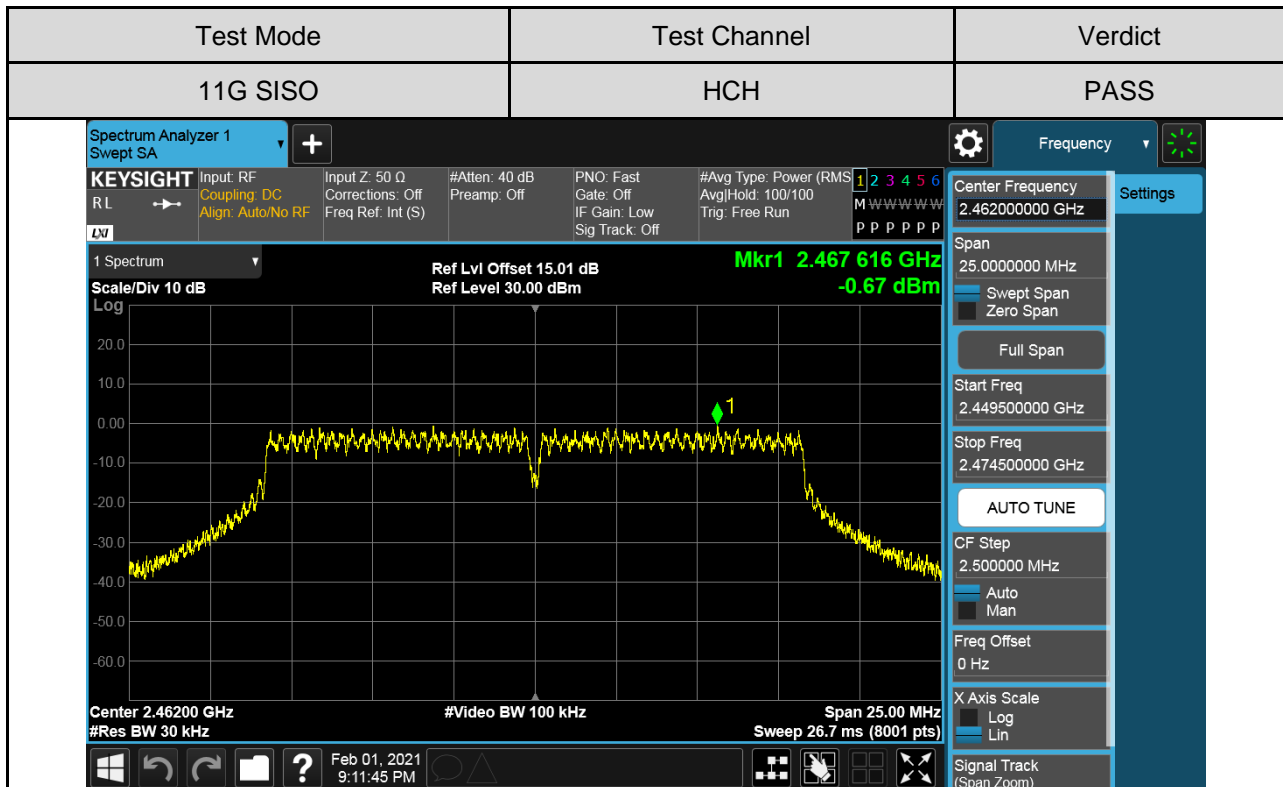 Test Mode Test Channel Verdict
11G SISO HCH PASS
Spectrum Analyzer 1
Swept SA
+
Frequency
KEYSIGHT
RL
LXI
Input: RF
Coupling: DC
Align: Auto/No RF
Input Z: 50 Ω
Corrections: Off
Freq Ref: Int (S)
#Atten: 40 dB
Preamp: Off
PNO: Fast
Gate: Off
IF Gain: Low
Sig Track: Off
#Avg Type: Power (RMS
Avg|Hold: 100/100
Trig: Free Run
1 2 3 4 5 6
M W W W W W
P P P P P P
1 Spectrum
Scale/Div 10 dB
Log
Ref Lvl Offset 15.01 dB
Ref Level 30.00 dBm
Mkr1 2.467 616 GHz
-0.67 dBm
20.0
10.0
0.00
-10.0
-20.0
-30.0
-40.0
-50.0
-60.0
1
Center 2.46200 GHz
#Res BW 30 kHz
#Video BW 100 kHz
Span 25.00 MHz
Sweep 26.7 ms (8001 pts)
Feb 01, 2021
9:11:45 PM
?
Center Frequency
2.462000000 GHz
Settings
Span
25.0000000 MHz
Swept Span
Zero Span
Full Span
Start Freq
2.449500000 GHz
Stop Freq
2.474500000 GHz
AUTO TUNE
CF Step
2.500000 MHz
Auto
Man
Freq Offset
0 Hz
X Axis Scale
Log
Lin
Signal Track
(Span Zoom)